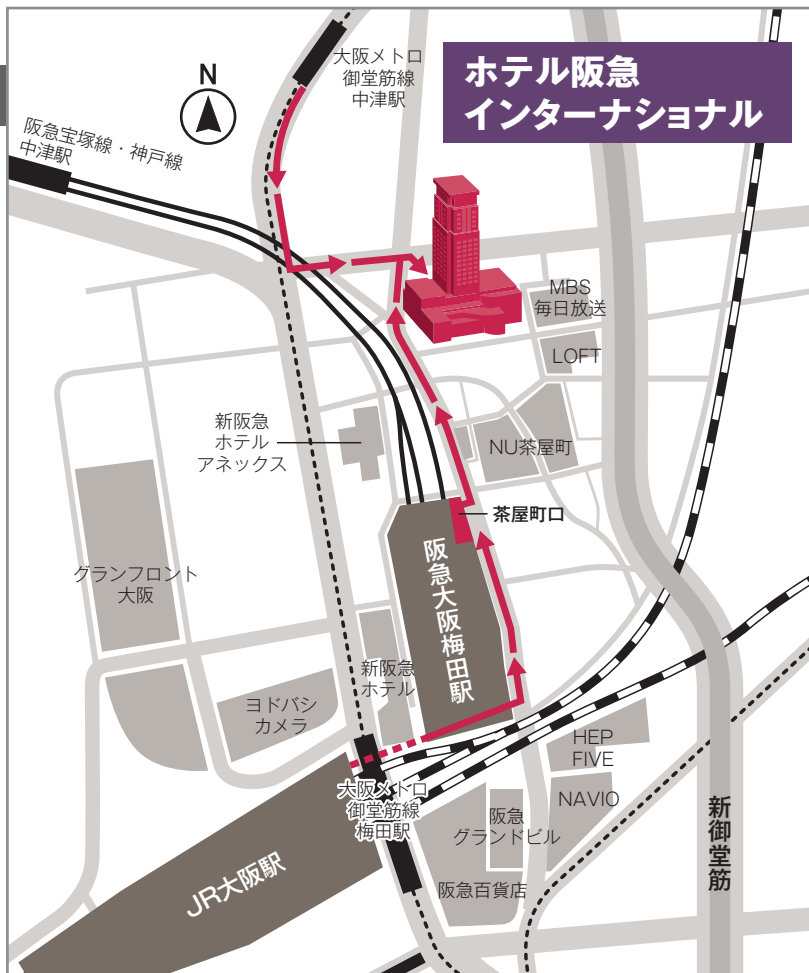 ホテル阪急
インターナショナル
大阪メトロ
御堂筋線
中津駅
N
阪急宝塚線・神戸線
中津駅
MBS
毎日放送
LOFT
新阪急
ホテル
アネックス
NU茶屋町
茶屋町口
グランフロント
大阪
阪急大阪梅田駅
新阪急
ホテル
ヨドバシ
カメラ
HEP
FIVE
大阪メトロ
御堂筋線
梅田駅
NAVIO
阪急
グランドビル
新御堂筋
JR大阪駅
阪急百貨店